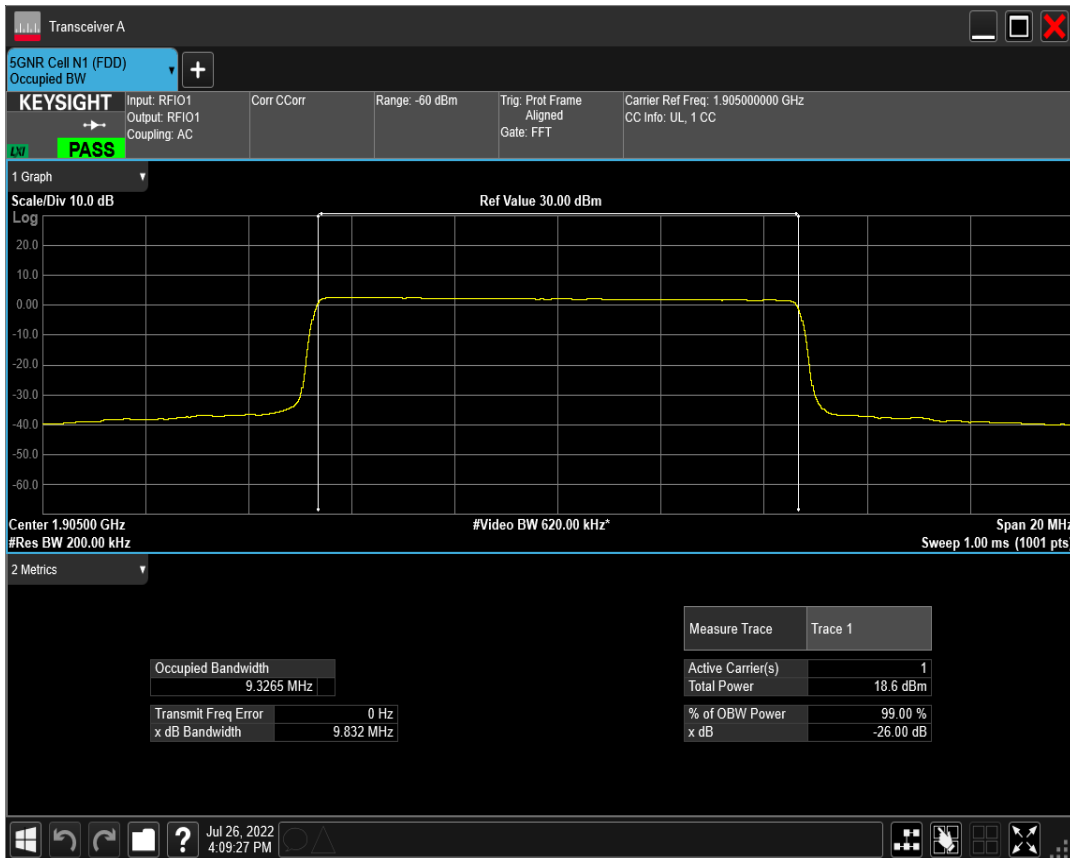 Transceiver A
5GNR Cell N1 (FDD)
Occupied BW
+
KEYSIGHT
LXI
PASS
Input: RFIO1
Output: RFIO1
Coupling: AC
Corr CCorr
Range: -60 dBm
Trig: Prot Frame
Aligned
Gate: FFT
Carrier Ref Freq: 1.905000000 GHz
CC Info: UL, 1 CC
1 Graph
Scale/Div 10.0 dB
Ref Value 30.00 dBm
Log
20.0
10.0
0.00
-10.0
-20.0
-30.0
-40.0
-50.0
-60.0
Center 1.90500 GHz
#Video BW 620.00 kHz*
Span 20 MHz
#Res BW 200.00 kHz
Sweep 1.00 ms (1001 pts)
2 Metrics
Measure Trace Trace 1
Occupied Bandwidth
9.3265 MHz
Active Carrier(s) 1
Total Power 18.6 dBm
Transmit Freq Error 0 Hz
x dB Bandwidth 9.832 MHz
% of OBW Power 99.00 %
x dB -26.00 dB
?
Jul 26, 2022
4:09:27 PM